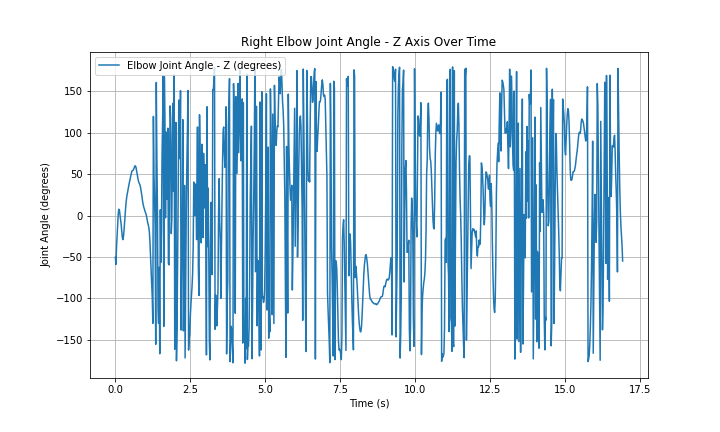 Right Elbow Joint Angle - Z Axis Over Time
Elbow Joint Angle - Z (degrees)
Joint Angle (degrees)
150
100
50
0
−50
−100
−150
0.0 2.5 5.0 7.5 10.0 12.5 15.0 17.5
Time (s)